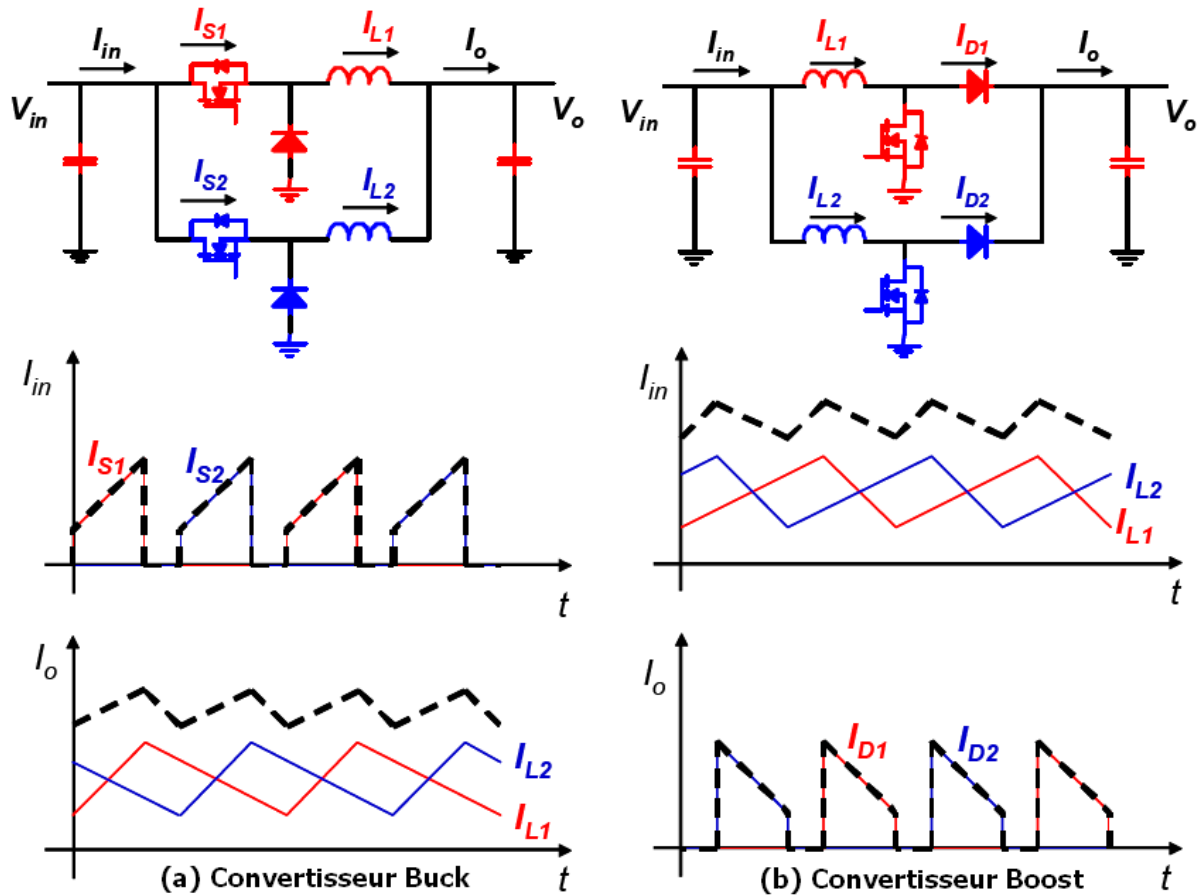 I_in I_S1 I_L1 I_o
V_in V_o
I_S2 I_L2
I_in
I_S1 I_S2
t
I_o
I_L2
I_L1
t
(a) Convertisseur Buck
I_in I_L1 I_D1 I_o
V_in V_o
I_L2 I_D2
I_in
I_L2
I_L1
t
I_o
I_D1 I_D2
t
(b) Convertisseur Boost